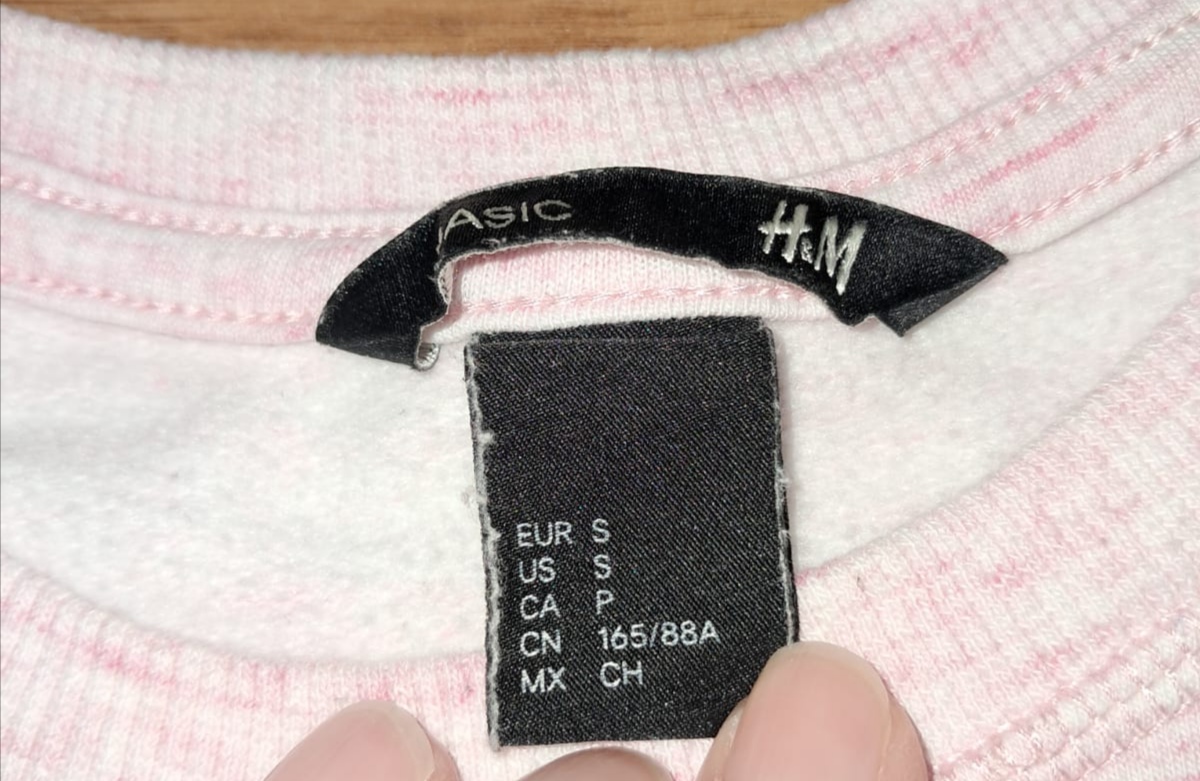 ASIC H&M
EUR S
US S
CA P
CN 165/88A
MX CH